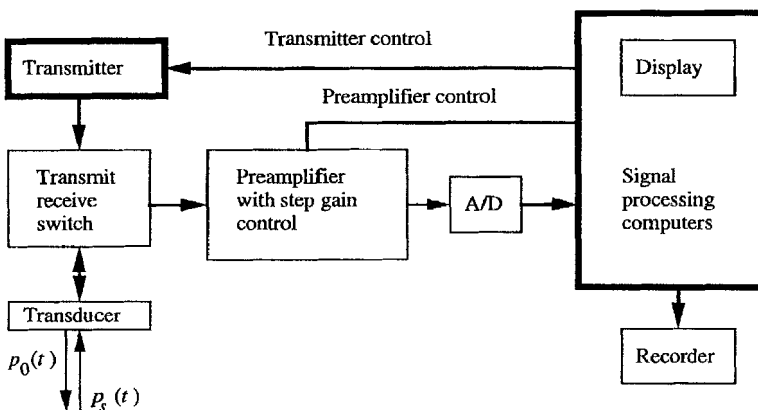 Transmitter control
Transmitter
Display
Preamplifier control
Transmit
receive
switch
Preamplifier
with step gain
control
A/D
Signal
processing
computers
Transducer
p0(t)
ps(t)
Recorder